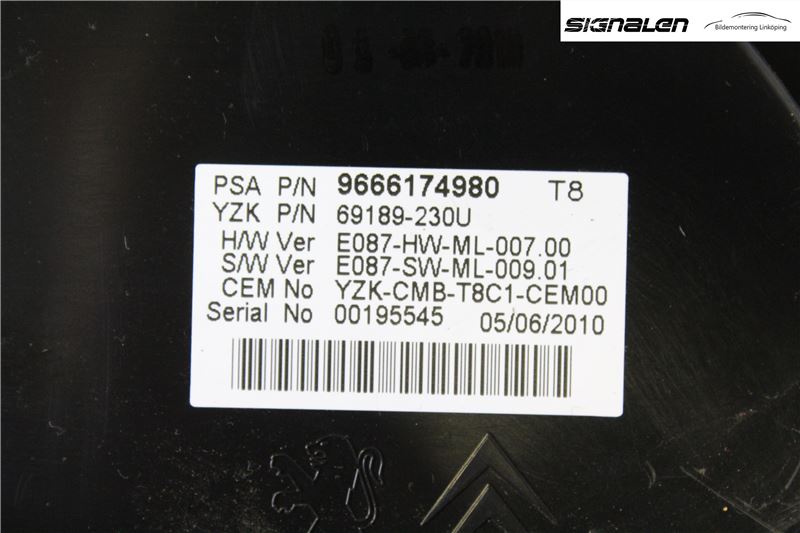 SIGNALEN
Bildemontering Linköping
PSA P/N 9666174980 T8
YZK P/N 69189-230U
H/W Ver E087-HW-ML-007.00
S/W Ver E087-SW-ML-009.01
CEM No YZK-CMB-T8C1-CEM00
Serial No 00195545 05/06/2010